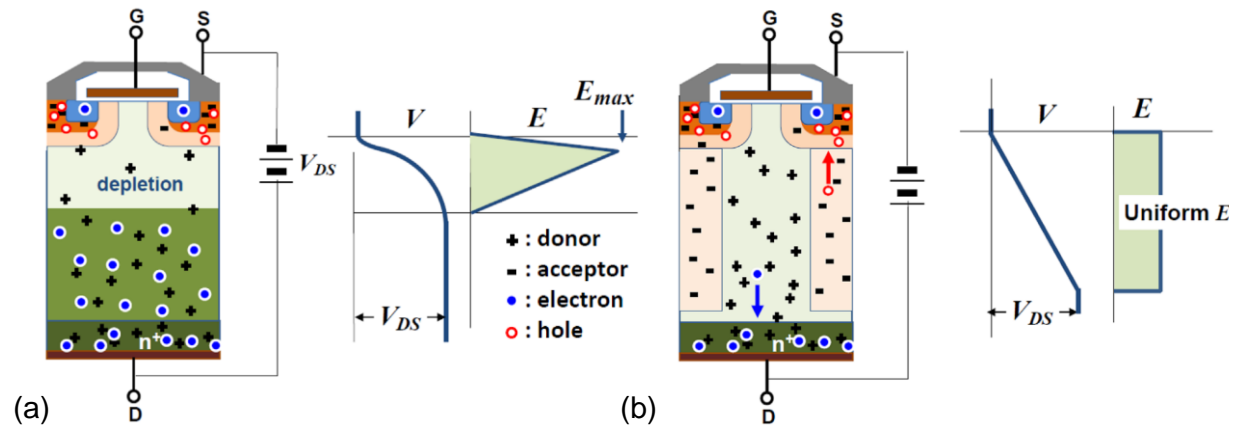 G
S
V
E
E_max
V_DS
depletion
+ : donor
- : acceptor
: electron
: hole
V_DS
n+
D
(a)
G
S
V
E
Uniform E
V_DS
n+
D
(b)